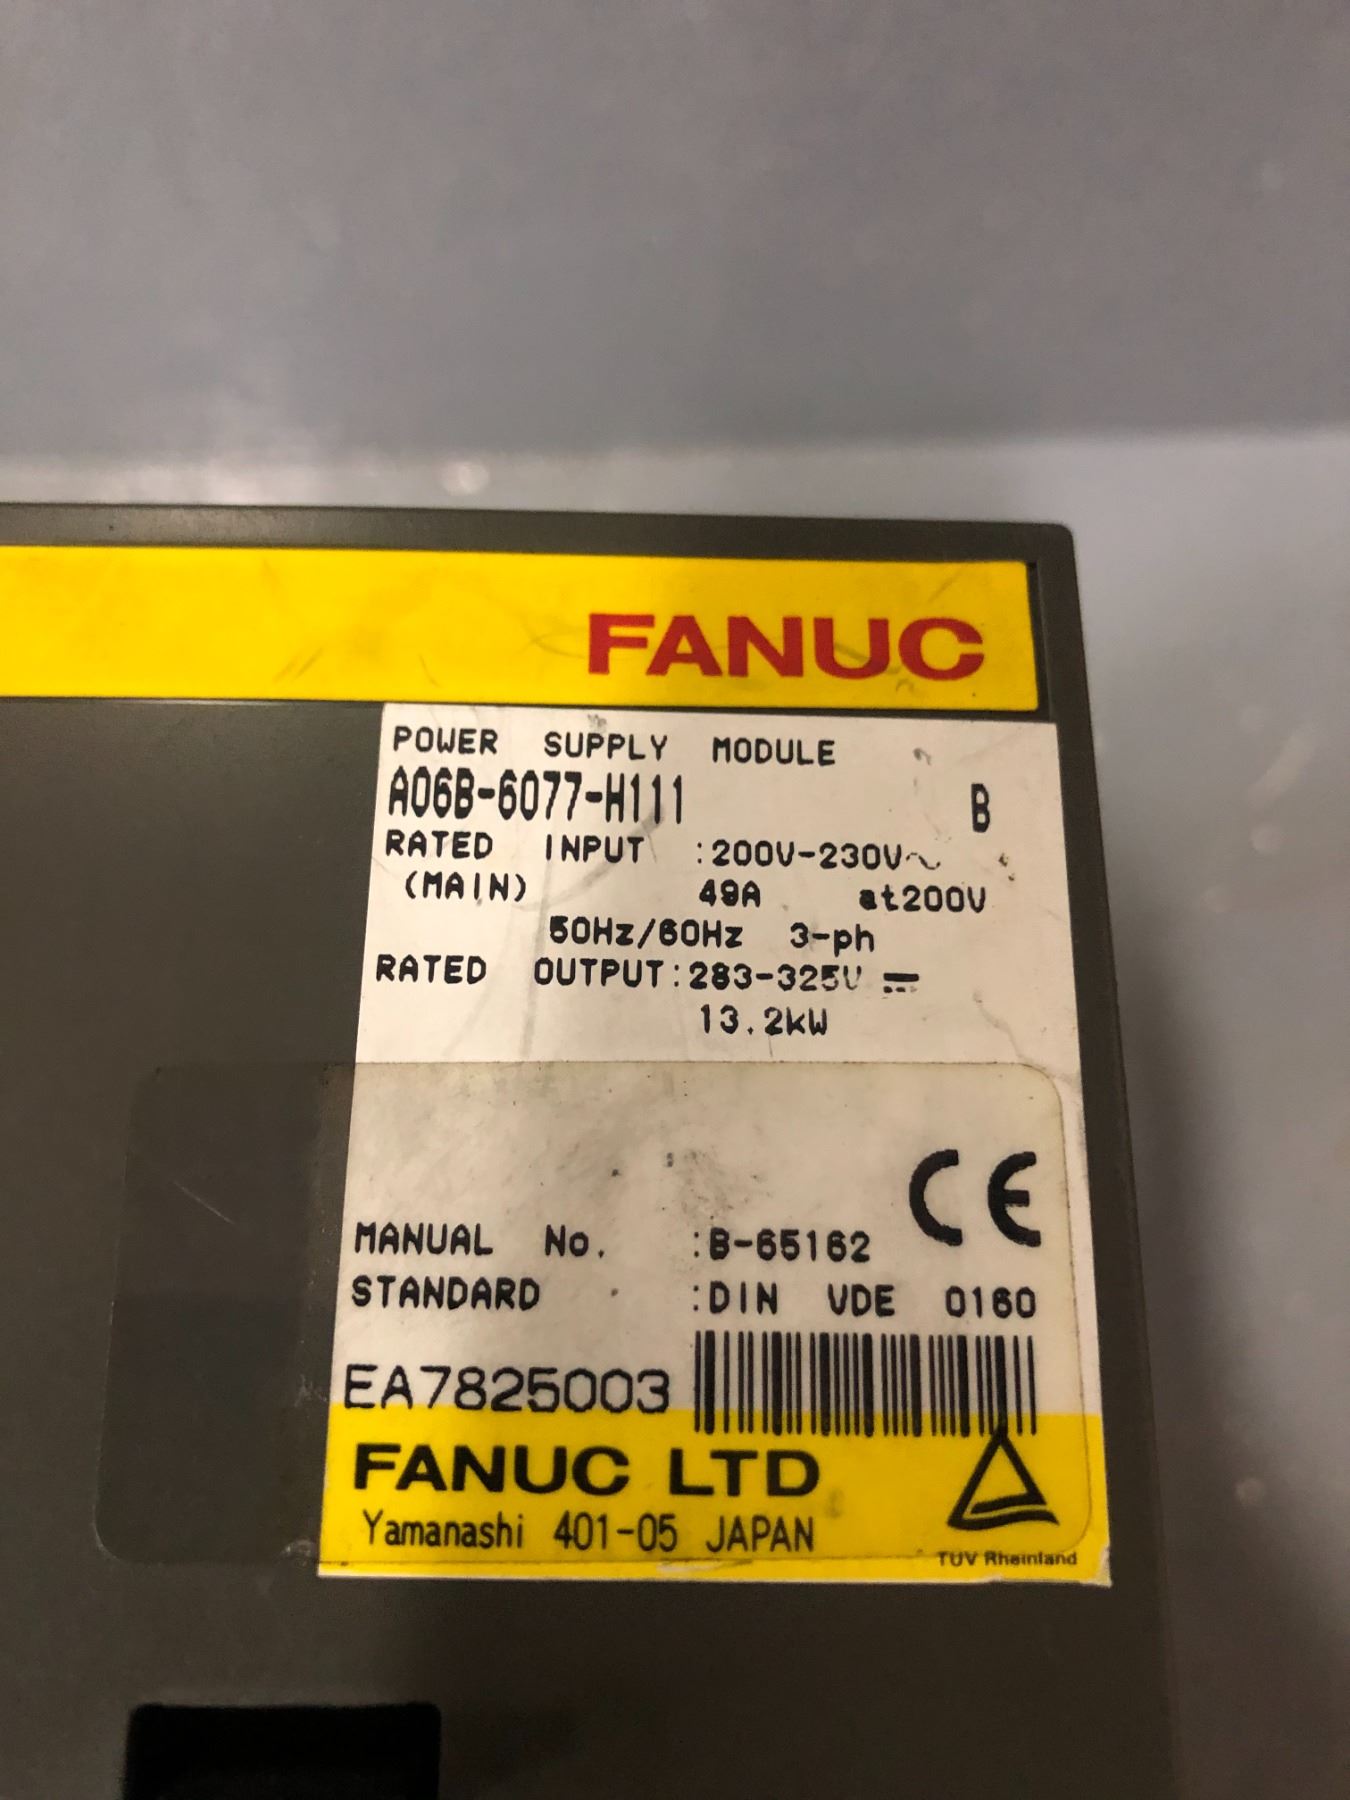 FANUC
POWER SUPPLY MODULE
A06B-6077-H111 B
RATED INPUT :200V-230V~
(MAIN) 49A at200V
50Hz/60Hz 3-ph
RATED OUTPUT:283-325V ⎓
13.2kW
CE
MANUAL No. :B-65162
STANDARD :DIN VDE 0160
EA7825003
FANUC LTD
Yamanashi 401-05 JAPAN
TUV Rheinland